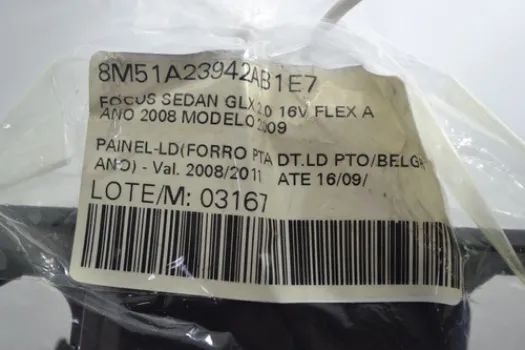 8M51A23942AB1E7
FOCUS SEDAN GLX 2.0 16V FLEX A
ANO 2008 MODELO 2009
PAINEL-LD(FORRO PTA DT.LD PTO/BELGR
ANO) - Val. 2008/2011 ATE 16/09/
LOTE/M: 03167